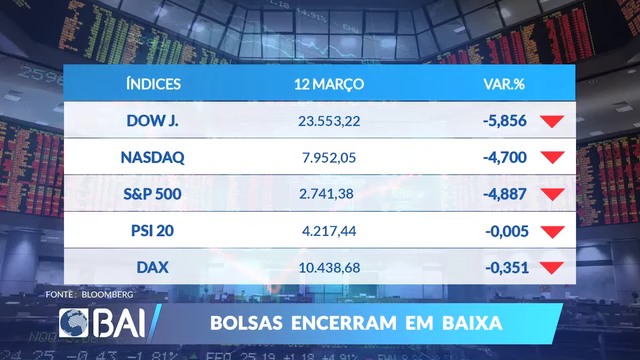 ÍNDICES 12 MARÇO VAR.%
DOW J. 23.553,22 -5,856
NASDAQ 7.952,05 -4,700
S&P 500 2.741,38 -4,887
PSI 20 4.217,44 -0,005
DAX 10.438,68 -0,351
FONTE: BLOOMBERG
BAI BOLSAS ENCERRAM EM BAIXA